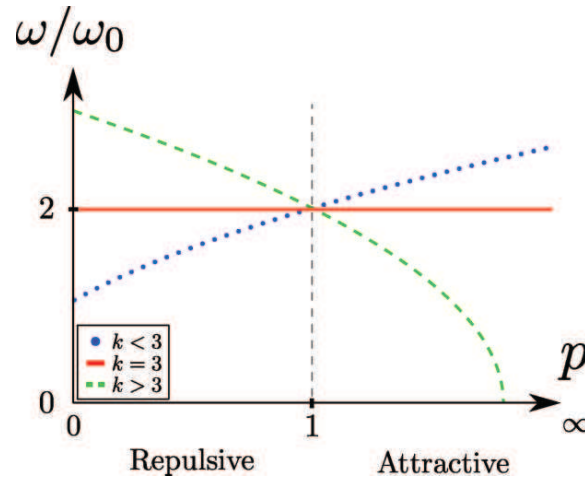 ω/ω₀
2
k < 3
k = 3
k > 3
p
0
0
1
∞
Repulsive
Attractive